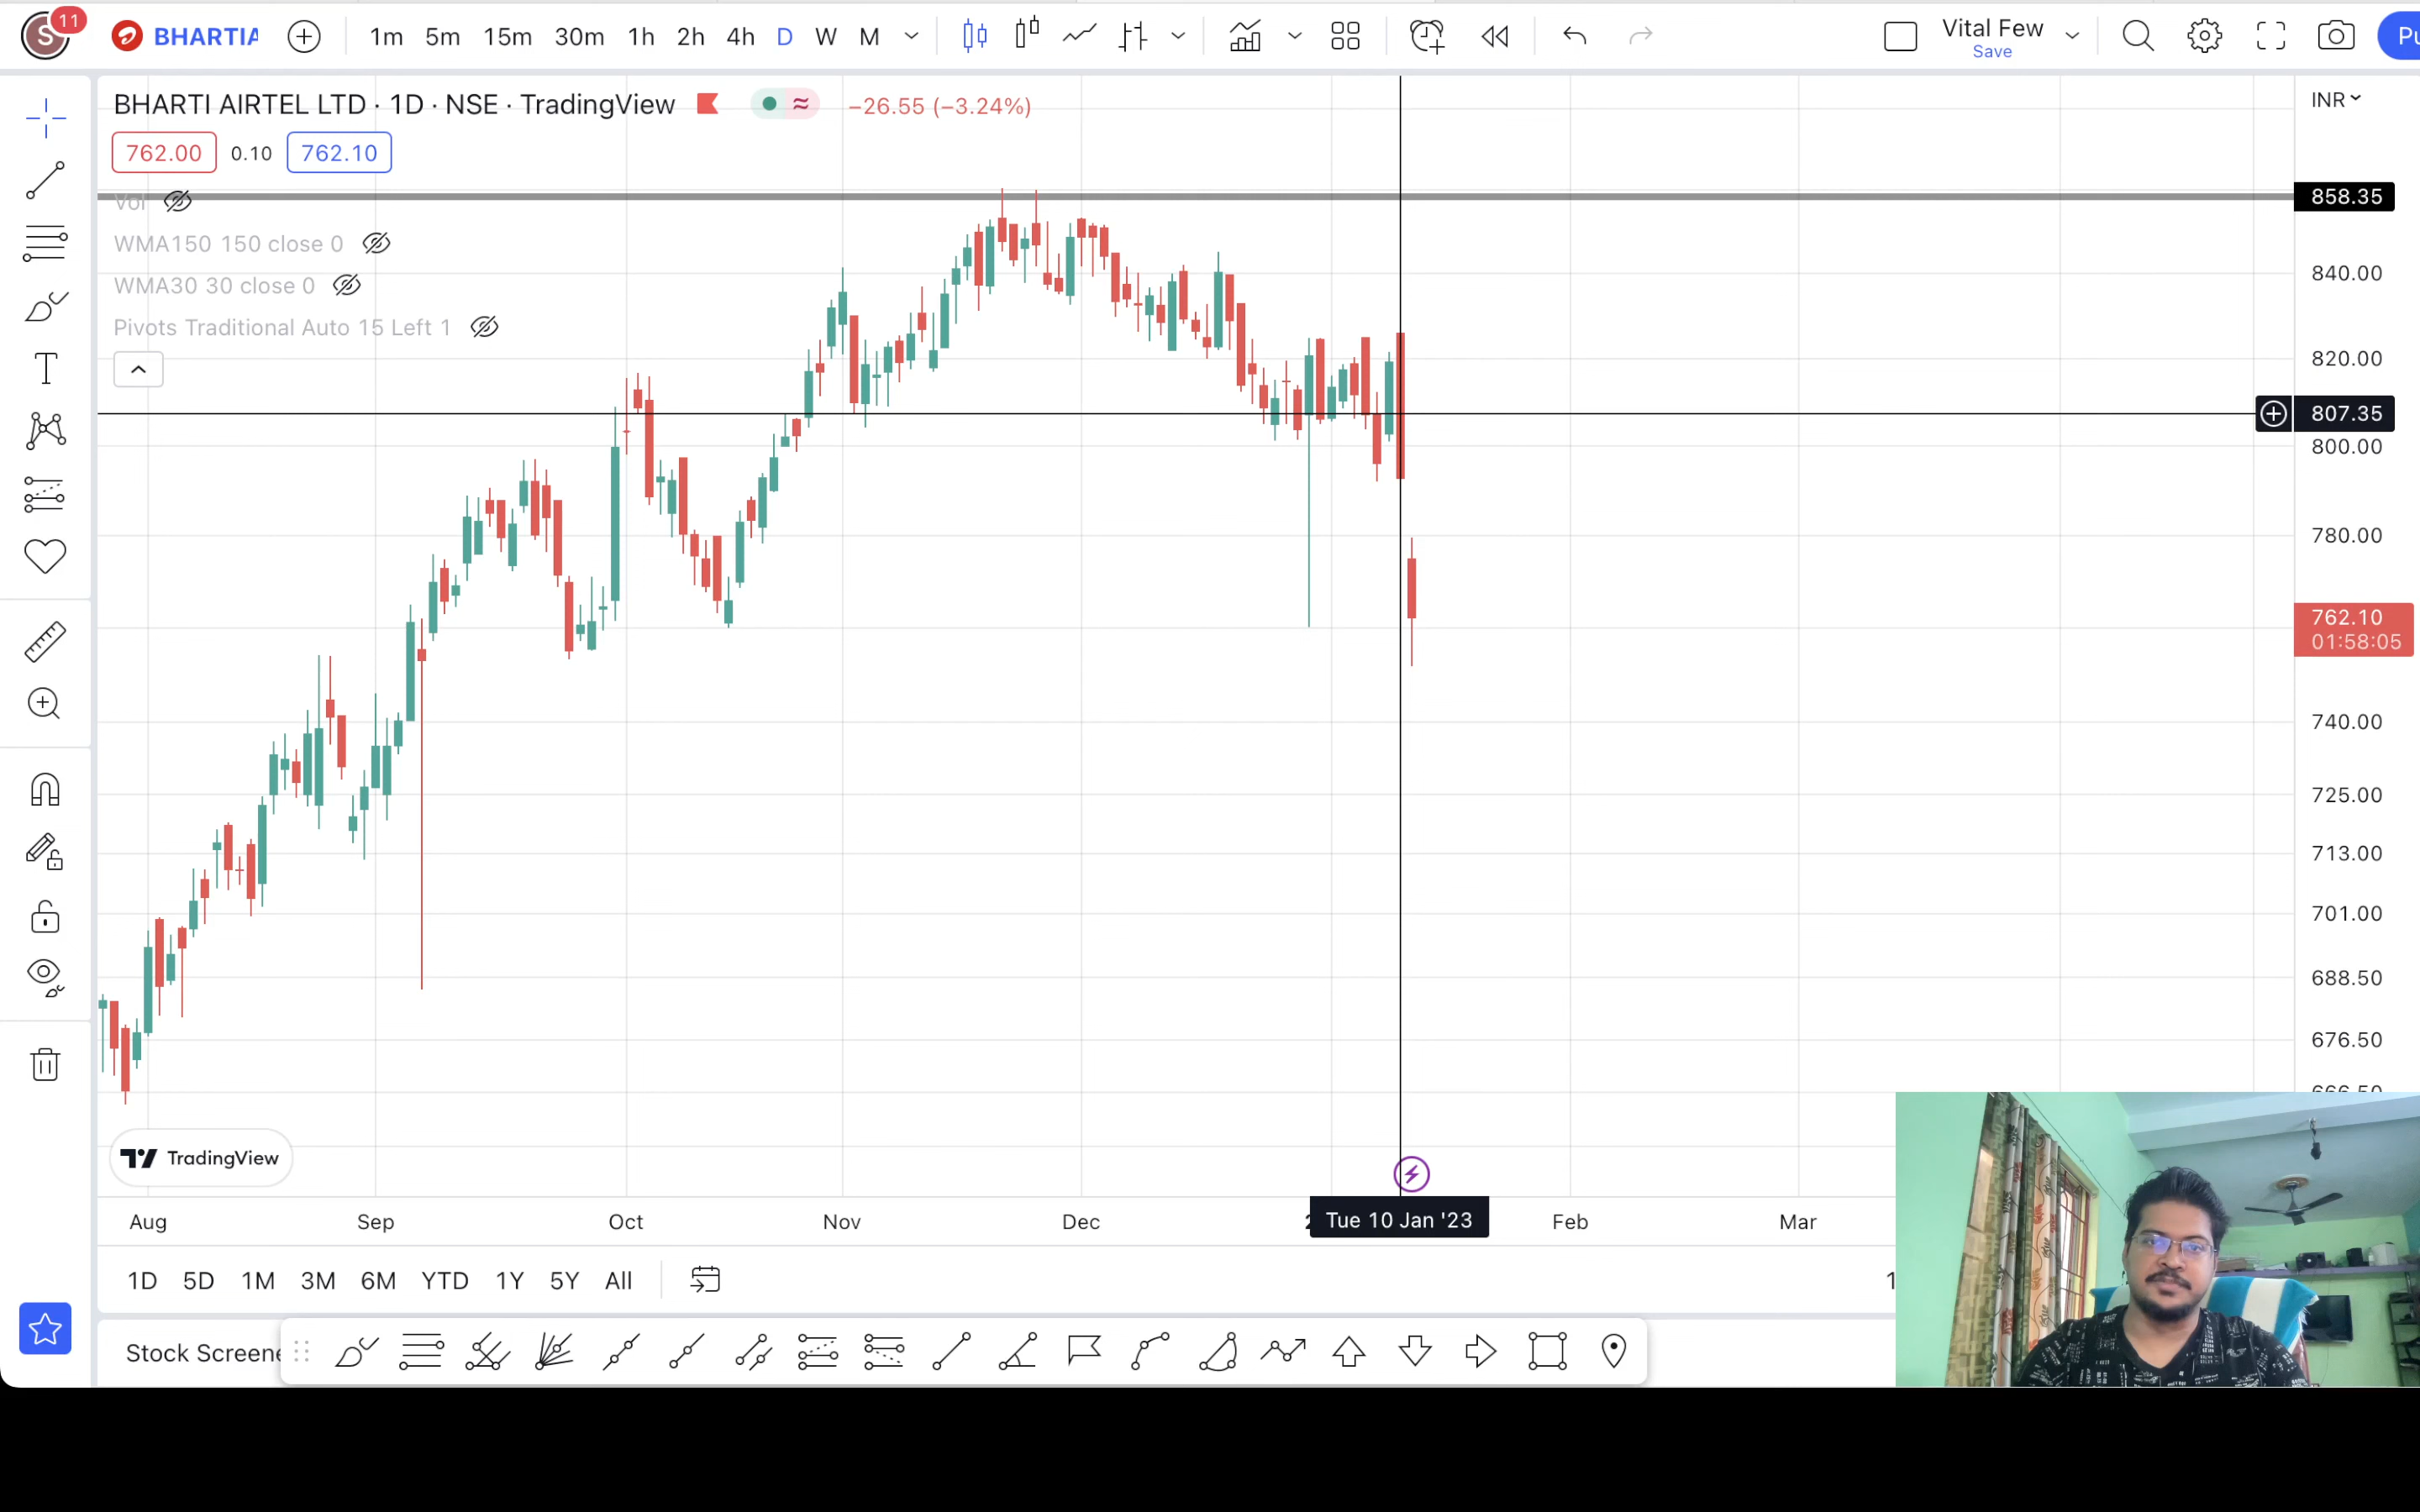 S 11 BHARTIA 1m 5m 15m 30m 1h 2h 4h D W M Vital Few
Save
BHARTI AIRTEL LTD · 1D · NSE · TradingView −26.55 (−3.24%) INR
762.00 0.10 762.10
Vol
858.35
WMA150 150 close 0
840.00
WMA30 30 close 0
Pivots Traditional Auto 15 Left 1
820.00
807.35
800.00
780.00
762.10
01:58:05
740.00
725.00
713.00
701.00
688.50
676.50
666.50
TradingView
Aug Sep Oct Nov Dec Tue 10 Jan '23 Feb Mar
1D 5D 1M 3M 6M YTD 1Y 5Y All
Stock Screene